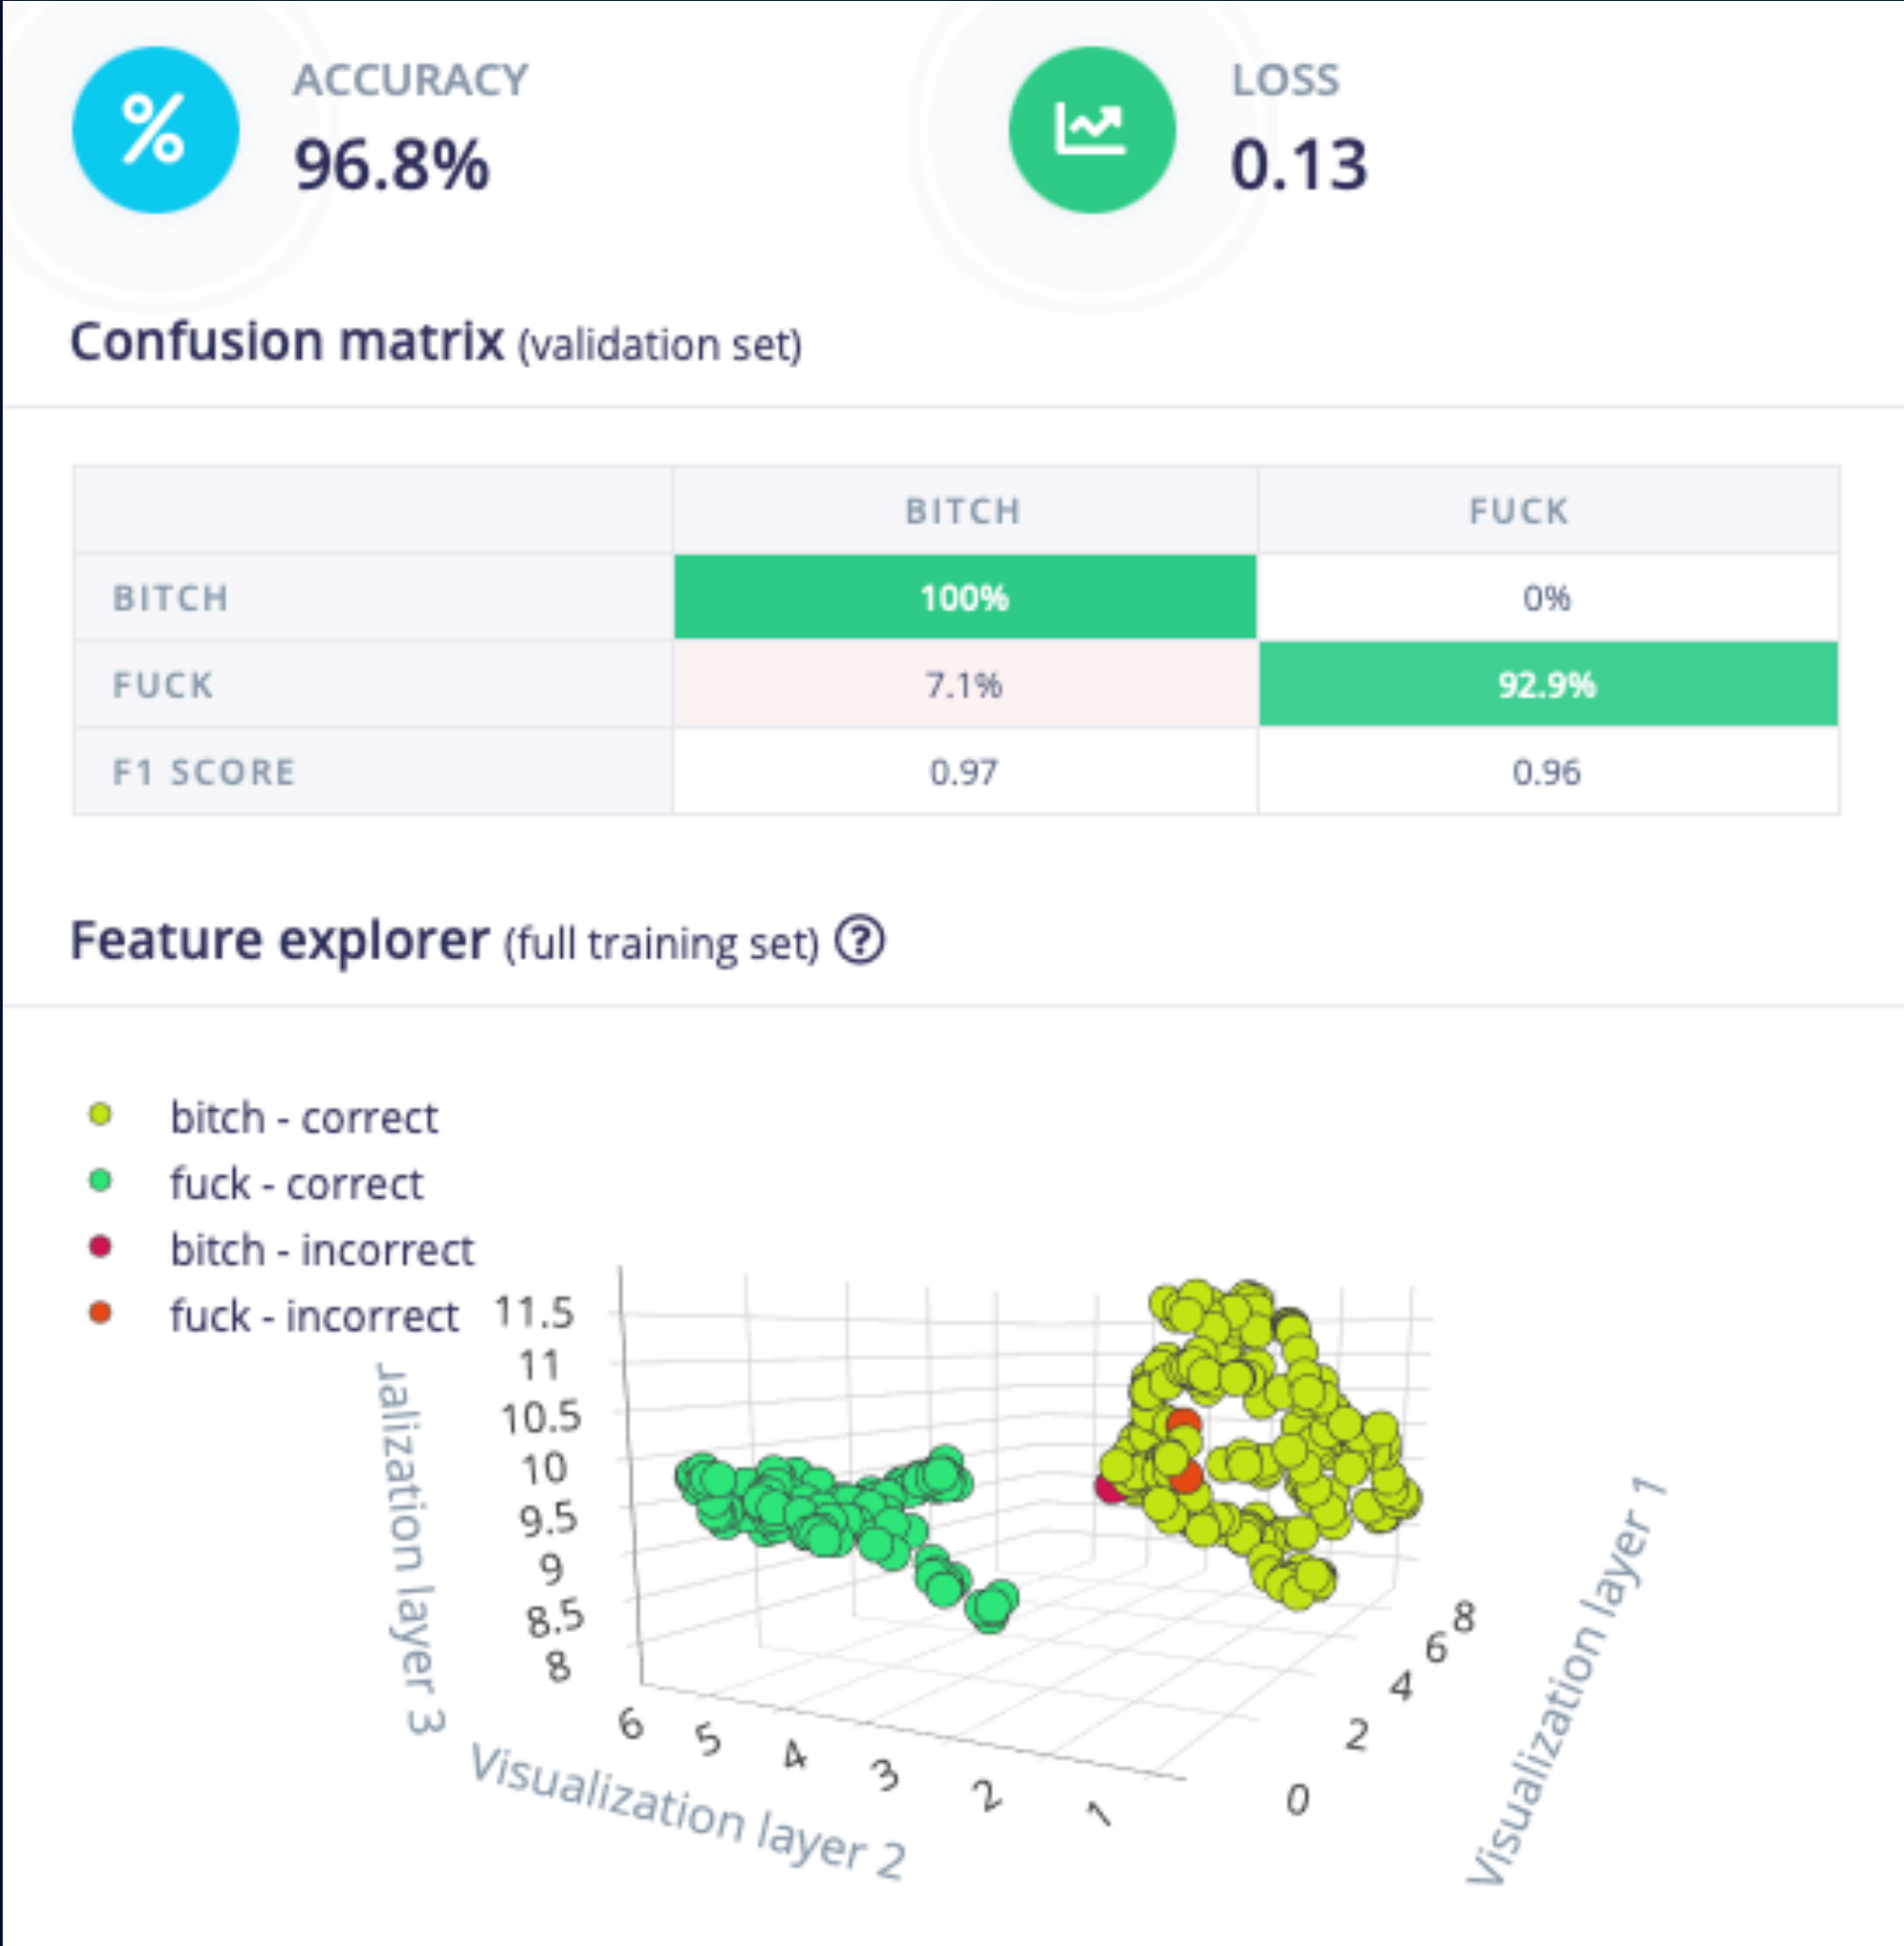 %
ACCURACY
96.8%
LOSS
0.13
Confusion matrix (validation set)
BITCH FUCK
BITCH 100% 0%
FUCK 7.1% 92.9%
F1 SCORE 0.97 0.96
Feature explorer (full training set) ?
bitch - correct
fuck - correct
bitch - incorrect
fuck - incorrect
11.5
11
10.5
10
9.5
9
8.5
8
alization layer 3
6 5 4 3 2 1
Visualization layer 2
0 2 4 6 8
Visualization layer 1